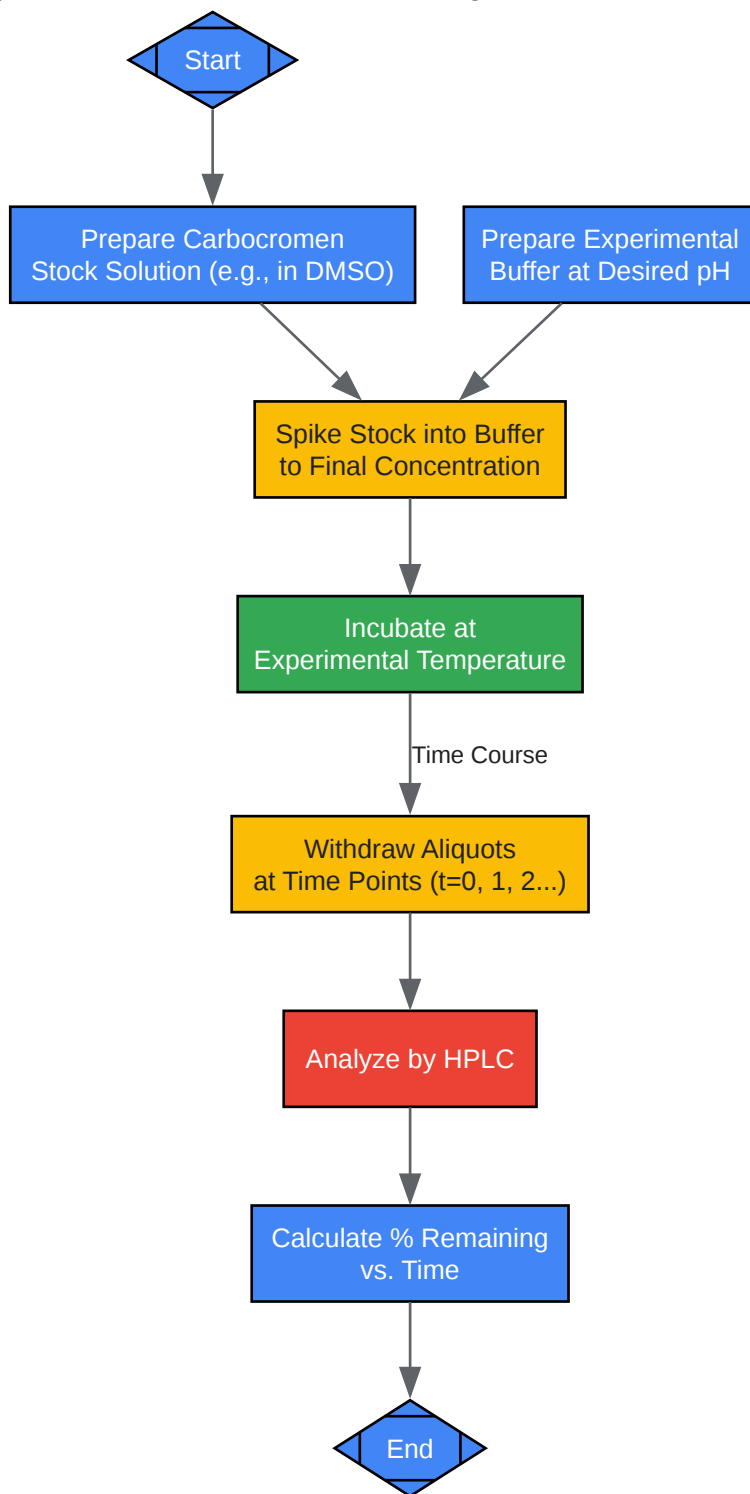 Start
Prepare Carbocromen
Stock Solution (e.g., in DMSO)
Prepare Experimental
Buffer at Desired pH
Spike Stock into Buffer
to Final Concentration
Incubate at
Experimental Temperature
Time Course
Withdraw Aliquots
at Time Points (t=0, 1, 2...)
Analyze by HPLC
Calculate % Remaining
vs. Time
End